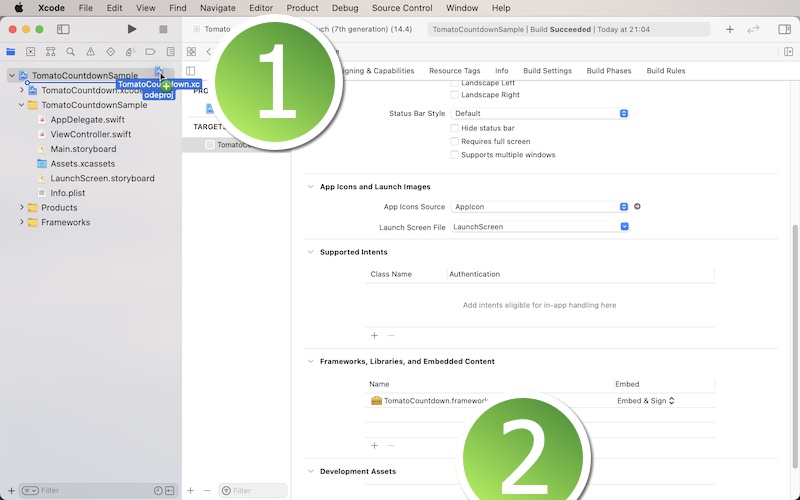 Xcode File Edit View Find Navigate Editor Product Debug Source Control Window Help
Tomato
uch (7th generation) (14.4)
TomatoCountdownSample | Build Succeeded | Today at 21:04
TomatoCountdownSample
TomatoCountdown.xc
odeproj
TomatoCountdown.xcode
TomatoCountdownSample
AppDelegate.swift
ViewController.swift
Main.storyboard
Assets.xcassets
LaunchScreen.storyboard
Info.plist
Products
Frameworks
Filter
1
PRO
TARGETS
TomatoCo
Filter
gning & Capabilities Resource Tags Info Build Settings Build Phases Build Rules
Landscape Left
Landscape Right
Status Bar Style Default
Hide status bar
Requires full screen
Supports multiple windows
App Icons and Launch Images
App Icons Source AppIcon
Launch Screen File LaunchScreen
Supported Intents
Class Name Authentication
Add intents eligible for in-app handling here
Frameworks, Libraries, and Embedded Content
Name Embed
TomatoCountdown.framework Embed & Sign
2
Development Assets